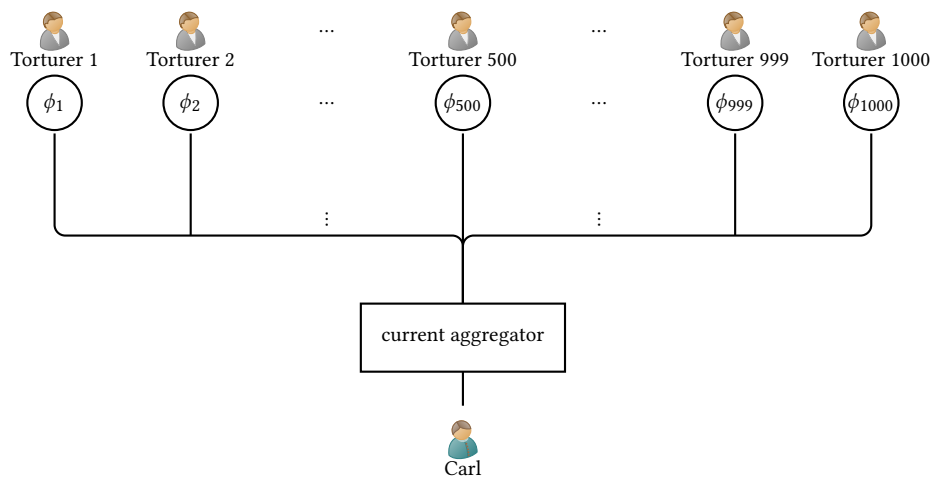 ... ...
Torturer 1 Torturer 2 Torturer 500 Torturer 999 Torturer 1000
ϕ1 ϕ2 ... ϕ500 ... ϕ999 ϕ1000
⋮ ⋮
current aggregator
Carl